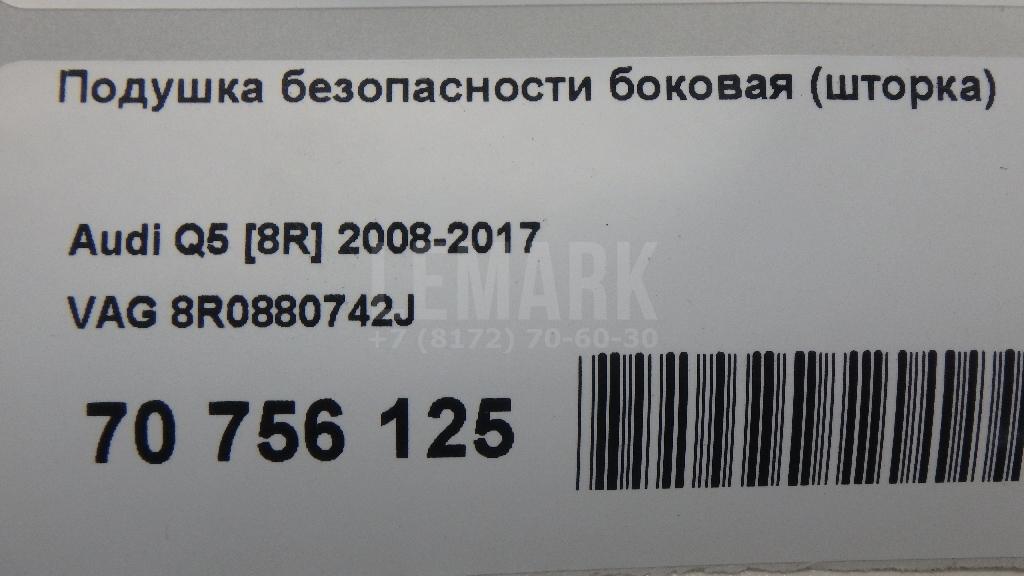 Подушка безопасности боковая (шторка)
Audi Q5 [8R] 2008-2017
LEMARK
VAG 8R0880742J
+7 (8172) 70-60-30
70 756 125